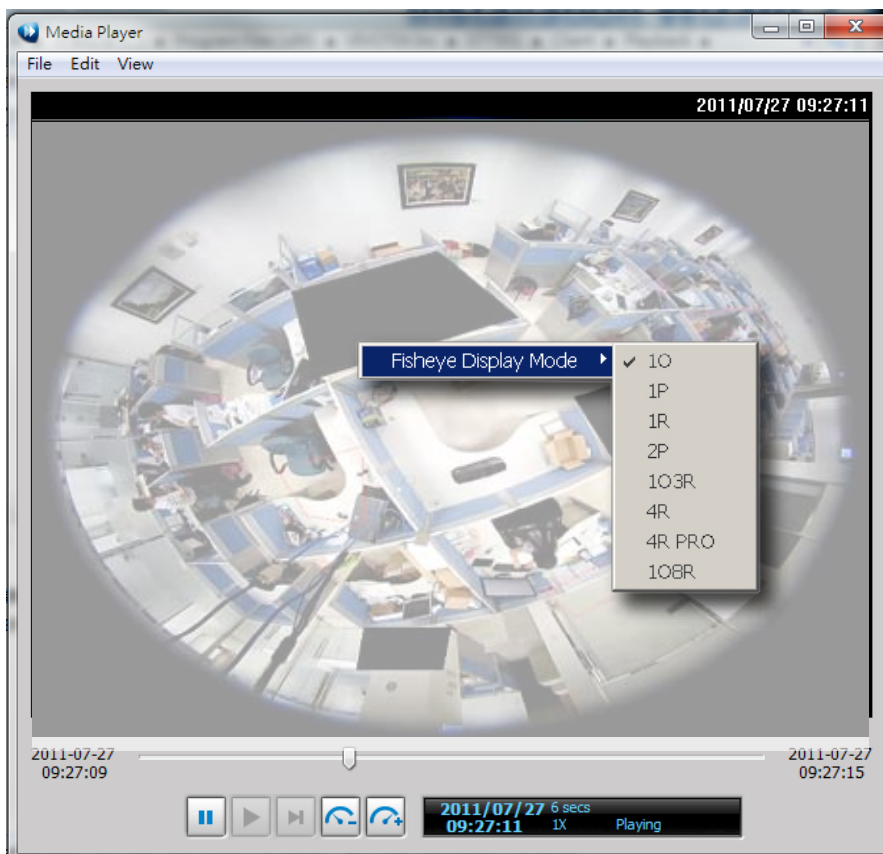 Media Player
File Edit View
2011/07/27 09:27:11
Fisheye Display Mode
1O
1P
1R
2P
1O3R
4R
4R PRO
1O8R
2011-07-27
09:27:09
2011-07-27
09:27:15
2011/07/27 6 secs
09:27:11 1X Playing